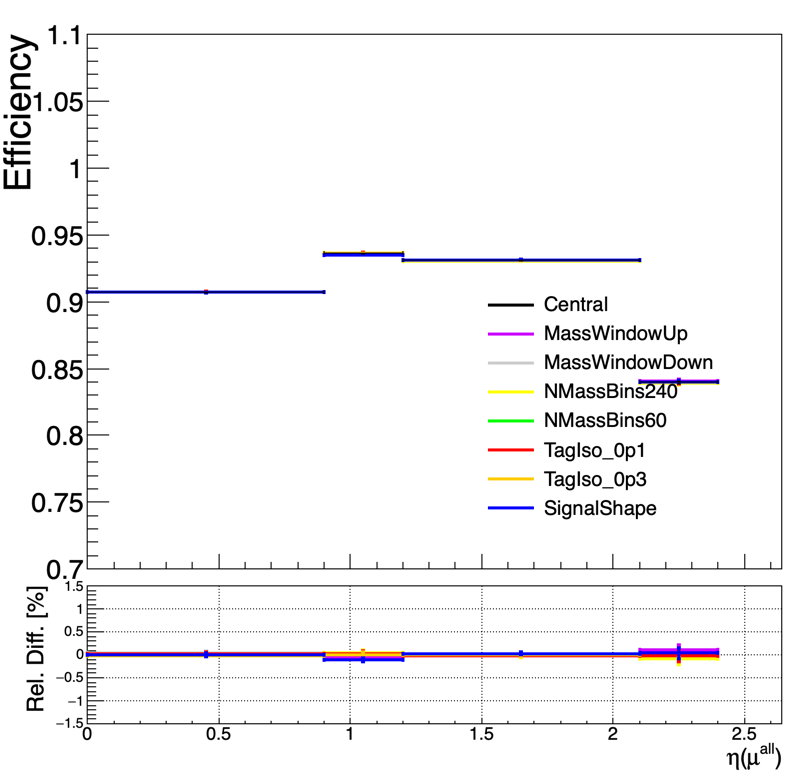 Efficiency
1.1
1.05
1
0.95
0.9
0.85
0.8
0.75
0.7
Central
MassWindowUp
MassWindowDown
NMassBins240
NMassBins60
TagIso_0p1
TagIso_0p3
SignalShape
Rel. Diff. [%]
1.5
1
0.5
0
−0.5
−1
−1.5
0 0.5 1 1.5 2 2.5
η(μ^all)